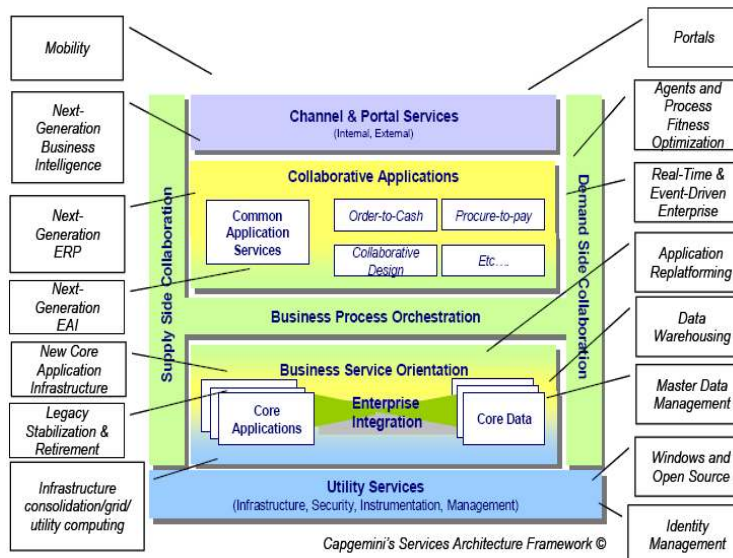 Mobility
Next-
Generation
Business
Intelligence
Next-
Generation
ERP
Next-
Generation
EAI
New Core
Application
Infrastructure
Legacy
Stabilization &
Retirement
Infrastructure
consolidation/grid/
utility computing
Supply Side Collaboration
Channel & Portal Services
(Internal, External)
Collaborative Applications
Common
Application
Services
Order-to-Cash
Procure-to-pay
Collaborative
Design
Etc….
Business Process Orchestration
Business Service Orientation
Core
Applications
Enterprise
Integration
Core Data
Utility Services
(Infrastructure, Security, Instrumentation, Management)
Demand Side Collaboration
Portals
Agents and
Process
Fitness
Optimization
Real-Time &
Event-Driven
Enterprise
Application
Replatforming
Data
Warehousing
Master Data
Management
Windows and
Open Source
Identity
Management
Capgemini's Services Architecture Framework ©